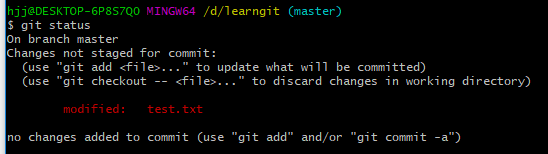 hjj@DESKTOP-6P8S7QO MINGW64 /d/learngit (master)
$ git status
On branch master
Changes not staged for commit:
  (use "git add <file>..." to update what will be committed)
  (use "git checkout -- <file>..." to discard changes in working directory)
        modified:   test.txt
no changes added to commit (use "git add" and/or "git commit -a")